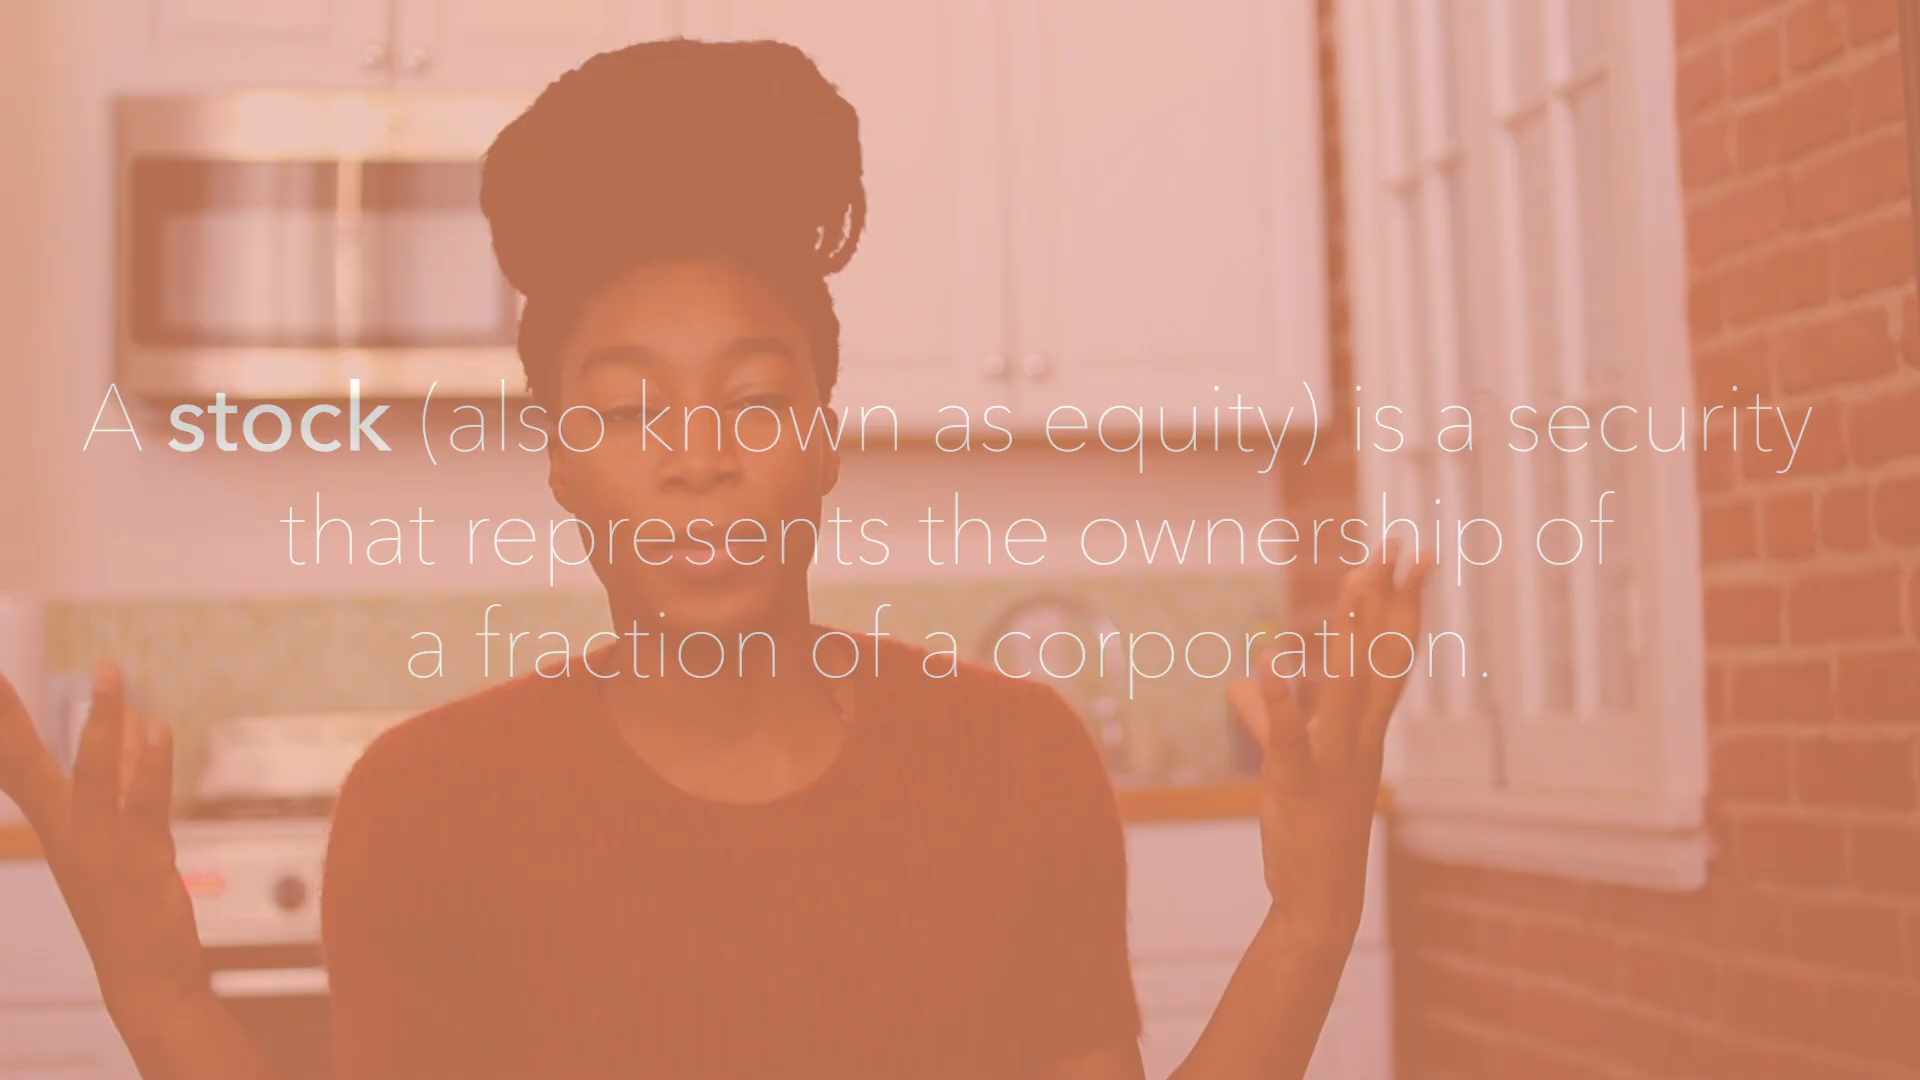 A stock (also known as equity) is a security
that represents the ownership of
a fraction of a corporation.